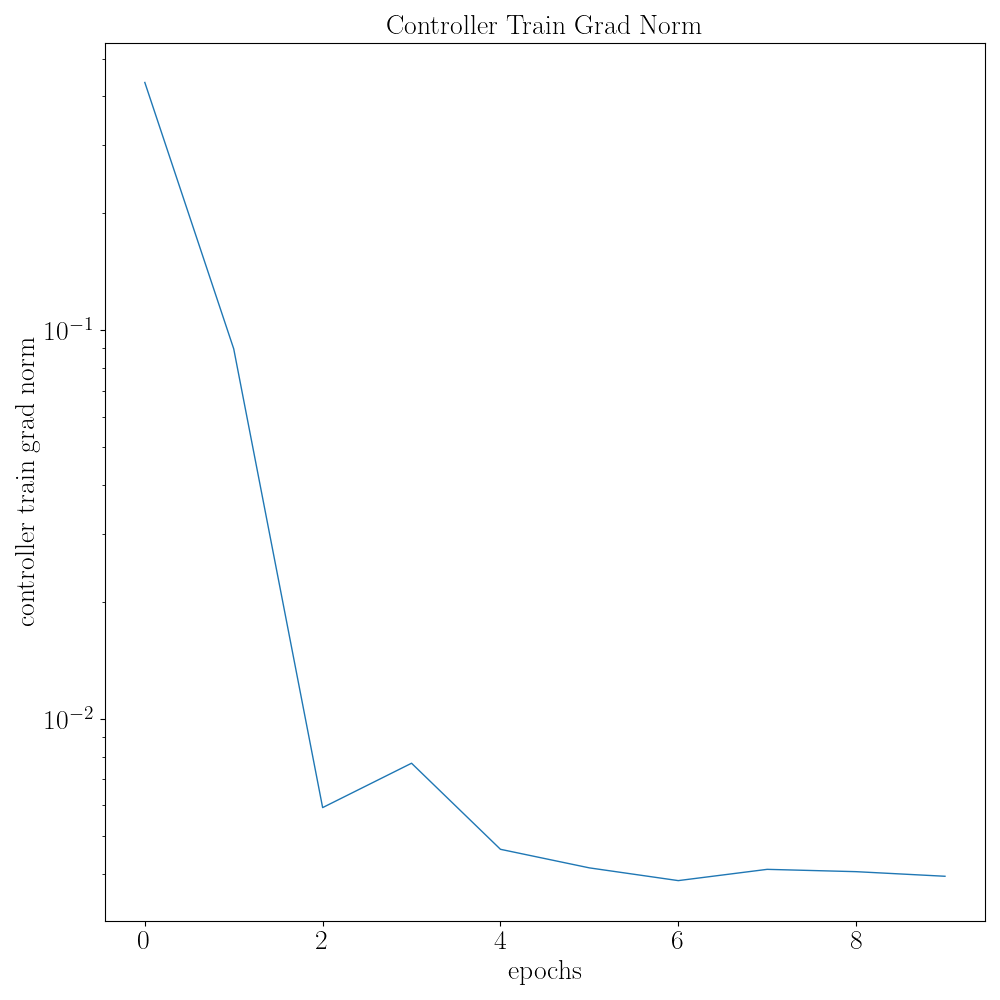 Controller Train Grad Norm
controller train grad norm
10⁻¹
10⁻²
0 2 4 6 8
epochs